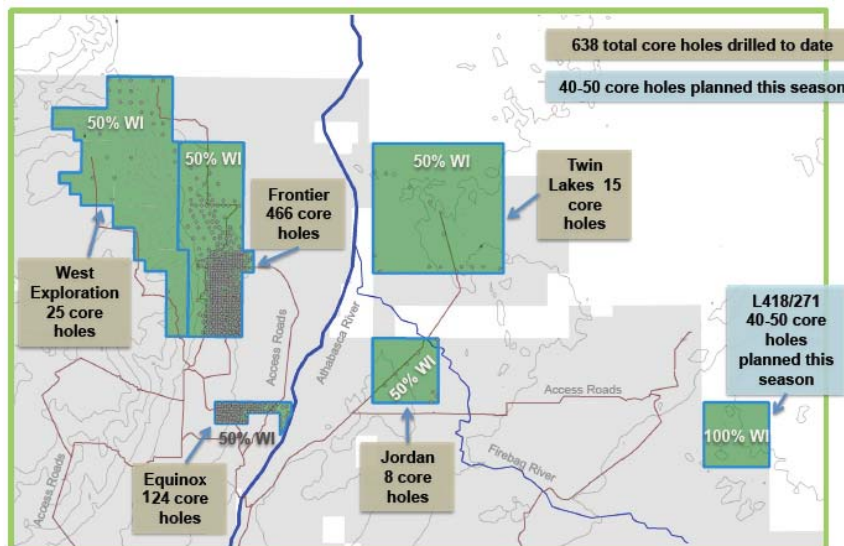 638 total core holes drilled to date
40-50 core holes planned this season
50% WI
50% WI
50% WI
Twin
Lakes 15
core
holes
Frontier
466 core
holes
West
Exploration
25 core
holes
Access Roads
Athabasca River
L418/271
40-50 core
holes
planned this
season
50% WI
Access Roads
50% WI
100% WI
Equinox
124 core
holes
Jordan
8 core
holes
Firebag River
Access Roads